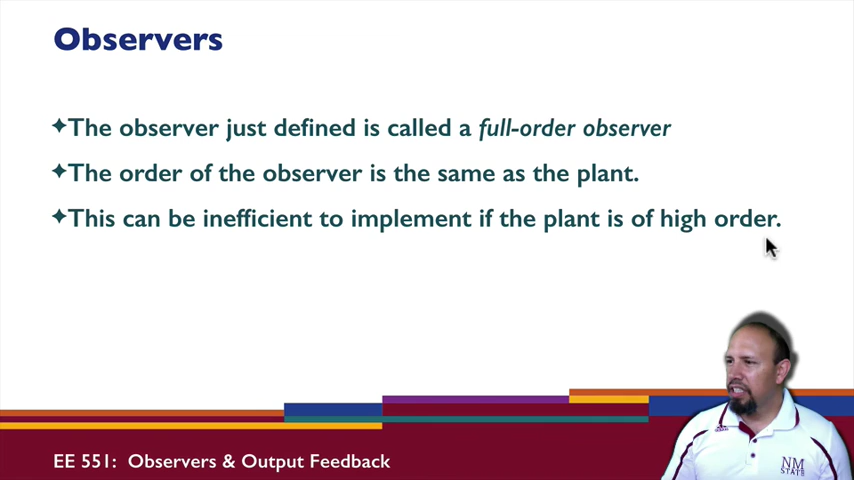 Observers
✦The observer just defined is called a full-order observer
✦The order of the observer is the same as the plant.
✦This can be inefficient to implement if the plant is of high order.
EE 551: Observers & Output Feedback
NM
STATE